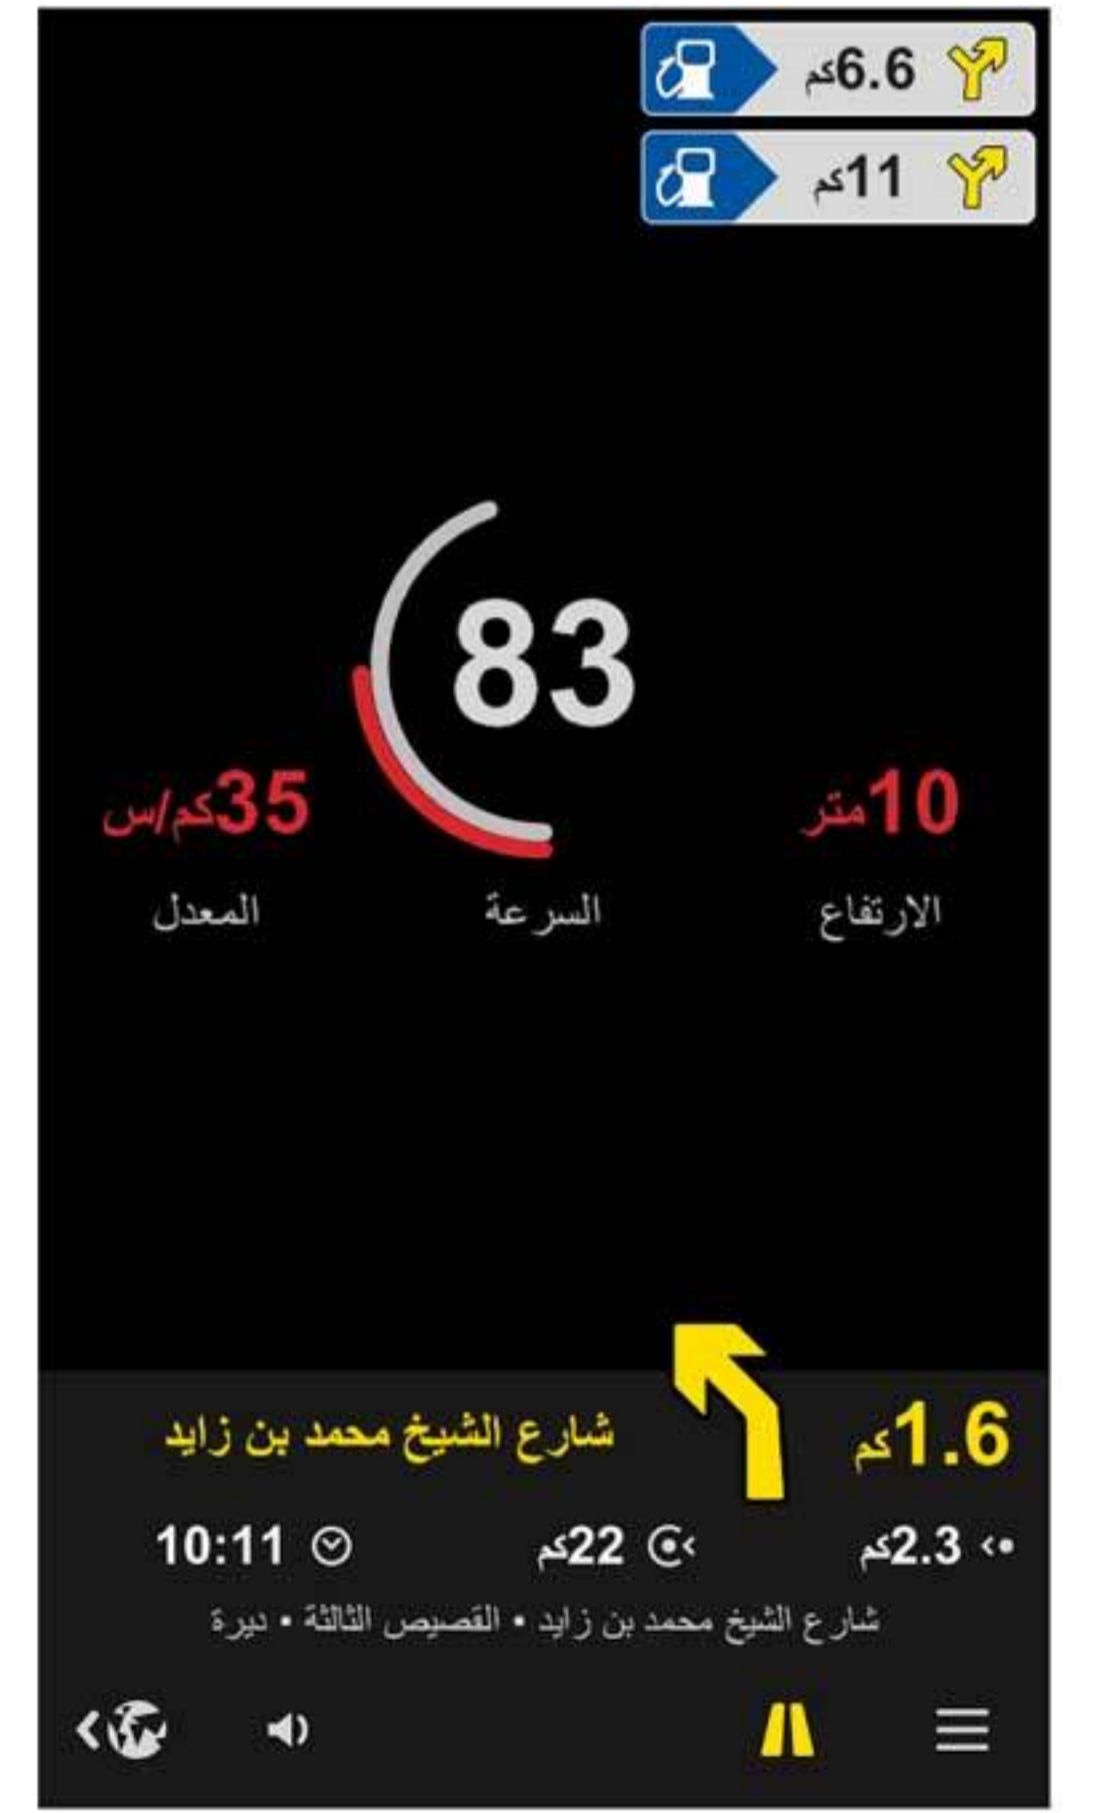 6.6كم
11كم
83
10متر
35كم/س
الارتفاع
السرعة
المعدل
1.6كم
شارع الشيخ محمد بن زايد
2.3كم
22كم
10:11
شارع الشيخ محمد بن زايد • القصيص الثالثة • ديرة